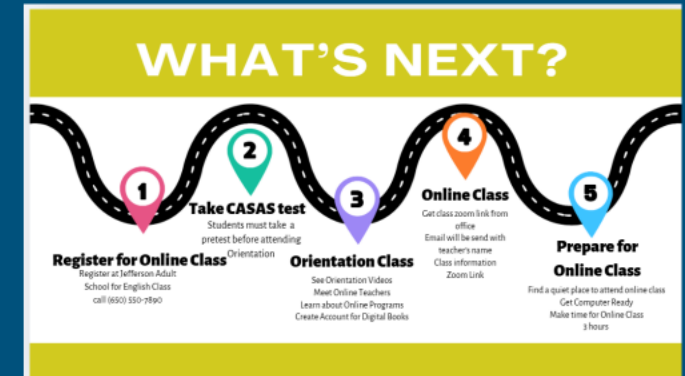 WHAT'S NEXT?
1
Register for Online Class
Register at Jefferson Adult
School for English Class
call (650) 550-7890
2
Take CASAS test
Students must take a
pretest before attending
Orientation
3
Orientation Class
See Orientation Videos
Meet Online Teachers
Learn about Online Programs
Create Account for Digital Books
4
Online Class
Get class zoom link from
office
Email will be send with
teacher's name
Class information
Zoom Link
5
Prepare for
Online Class
Find a quiet place to attend online class
Get Computer Ready
Make time for Online Class
3 hours